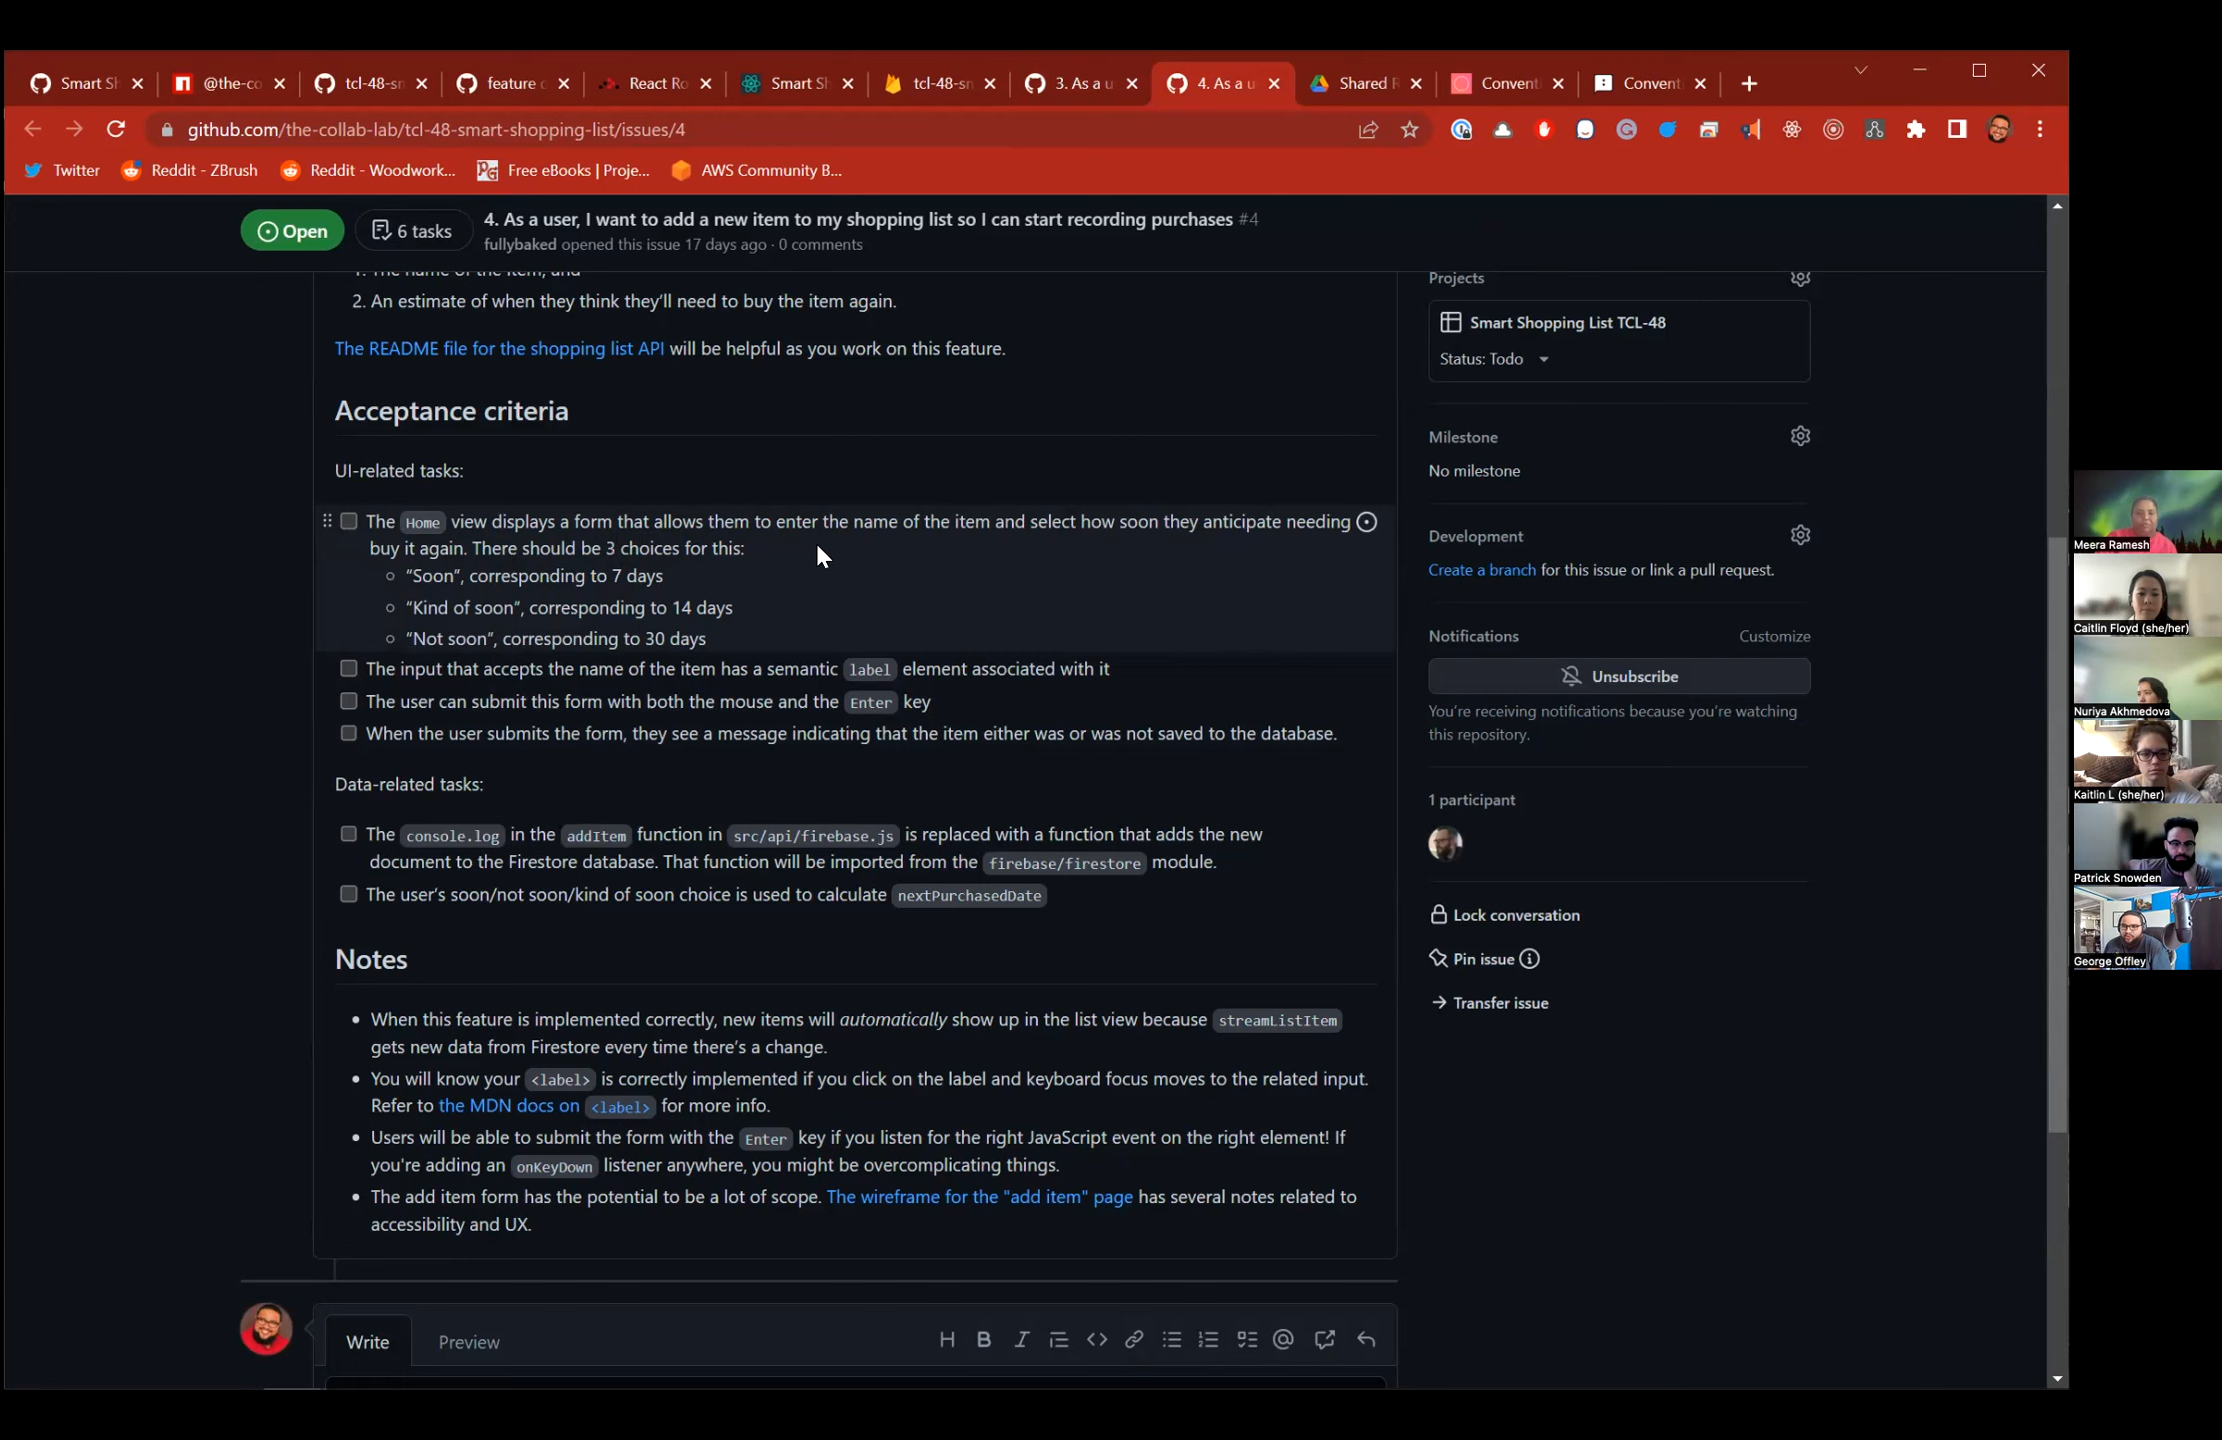 Smart Sh
@the-co
tcl-48-sn
feature c
React Ro
Smart Sh
tcl-48-sn
3. As a u
4. As a u
Shared R
Convent
Convent
github.com/the-collab-lab/tcl-48-smart-shopping-list/issues/4
Twitter
Reddit - ZBrush
Reddit - Woodwork...
Free eBooks | Proje...
AWS Community B...
Open
6 tasks
4. As a user, I want to add a new item to my shopping list so I can start recording purchases #4
fullybaked opened this issue 17 days ago · 0 comments
1. The name of the item, and
2. An estimate of when they think they'll need to buy the item again.
The README file for the shopping list API will be helpful as you work on this feature.
Acceptance criteria
UI-related tasks:
The Home view displays a form that allows them to enter the name of the item and select how soon they anticipate needing
buy it again. There should be 3 choices for this:
“Soon”, corresponding to 7 days
“Kind of soon”, corresponding to 14 days
“Not soon”, corresponding to 30 days
The input that accepts the name of the item has a semantic label element associated with it
The user can submit this form with both the mouse and the Enter key
When the user submits the form, they see a message indicating that the item either was or was not saved to the database.
Data-related tasks:
The console.log in the addItem function in src/api/firebase.js is replaced with a function that adds the new
document to the Firestore database. That function will be imported from the firebase/firestore module.
The user’s soon/not soon/kind of soon choice is used to calculate nextPurchasedDate
Notes
When this feature is implemented correctly, new items will automatically show up in the list view because streamListItem
gets new data from Firestore every time there’s a change.
You will know your <label> is correctly implemented if you click on the label and keyboard focus moves to the related input.
Refer to the MDN docs on <label> for more info.
Users will be able to submit the form with the Enter key if you listen for the right JavaScript event on the right element! If
you're adding an onKeyDown listener anywhere, you might be overcomplicating things.
The add item form has the potential to be a lot of scope. The wireframe for the "add item" page has several notes related to
accessibility and UX.
Write
Preview
Projects
Smart Shopping List TCL-48
Status: Todo
Milestone
No milestone
Development
Create a branch for this issue or link a pull request.
Notifications
Customize
Unsubscribe
You’re receiving notifications because you’re watching
this repository.
1 participant
Lock conversation
Pin issue
Transfer issue
Meera Ramesh
Caitlin Floyd (she/her)
Nuriya Akhmedova
Kaitlin L (she/her)
Patrick Snowden
George Offley